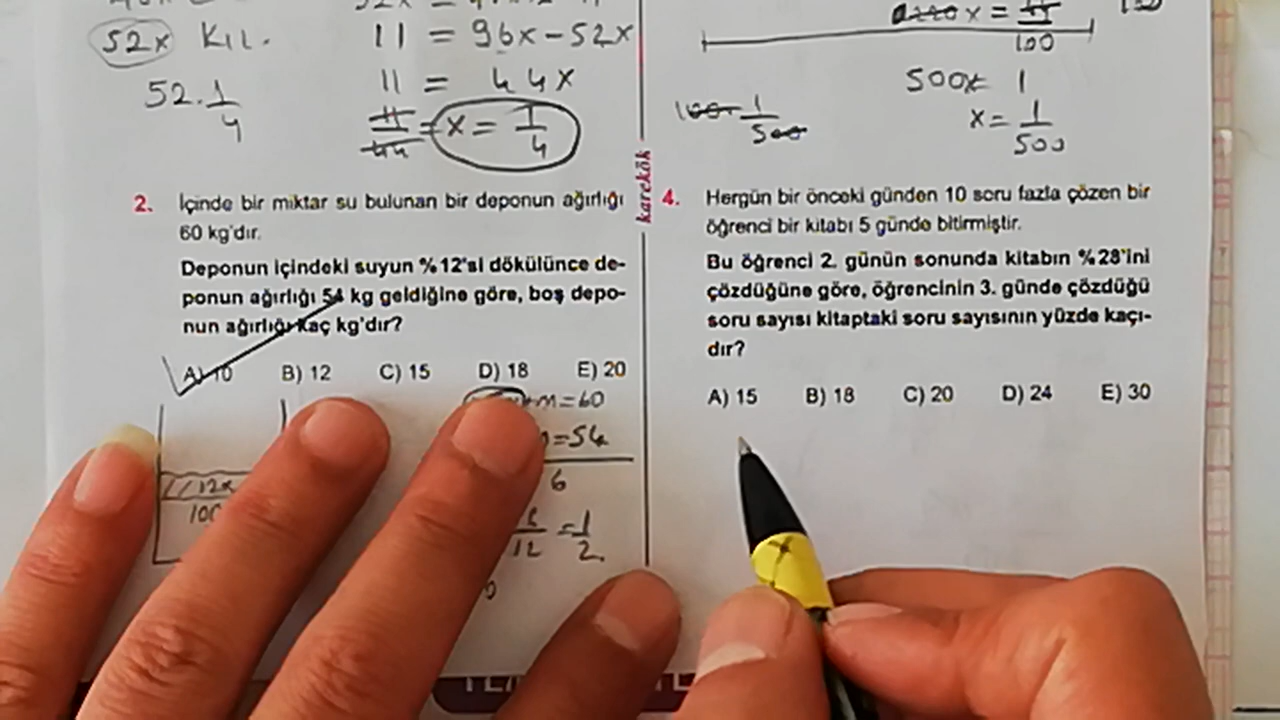 52x KIL.
52. 1/4
11 = 96x-52x
11 = 44x
11/44 = x = 1/4
x = 11/100
500x 1
100. 1/500
x = 1/500
karekök
2. İçinde bir miktar su bulunan bir deponun ağırlığı
60 kg'dır.
Deponun içindeki suyun %12'si dökülünce de-
ponun ağırlığı 54 kg geldiğine göre, boş depo-
nun ağırlığı kaç kg'dır?
A) 10 B) 12 C) 15 D) 18 E) 20
+m=60
=54
6
12x
100
12
=1/2
4. Hergün bir önceki günden 10 soru fazla çözen bir
öğrenci bir kitabı 5 günde bitirmiştir.
Bu öğrenci 2. günün sonunda kitabın %28'ini
çözdüğüne göre, öğrencinin 3. günde çözdüğü
soru sayısı kitaptaki soru sayısının yüzde kaçı-
dır?
A) 15 B) 18 C) 20 D) 24 E) 30